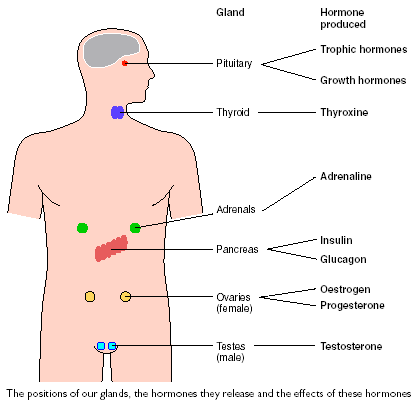 Gland
Hormone
produced
Pituitary
Trophic hormones
Growth hormones
Thyroid
Thyroxine
Adrenals
Adrenaline
Pancreas
Insulin
Glucagon
Ovaries
(female)
Oestrogen
Progesterone
Testes
(male)
Testosterone
The positions of our glands, the hormones they release and the effects of these hormones